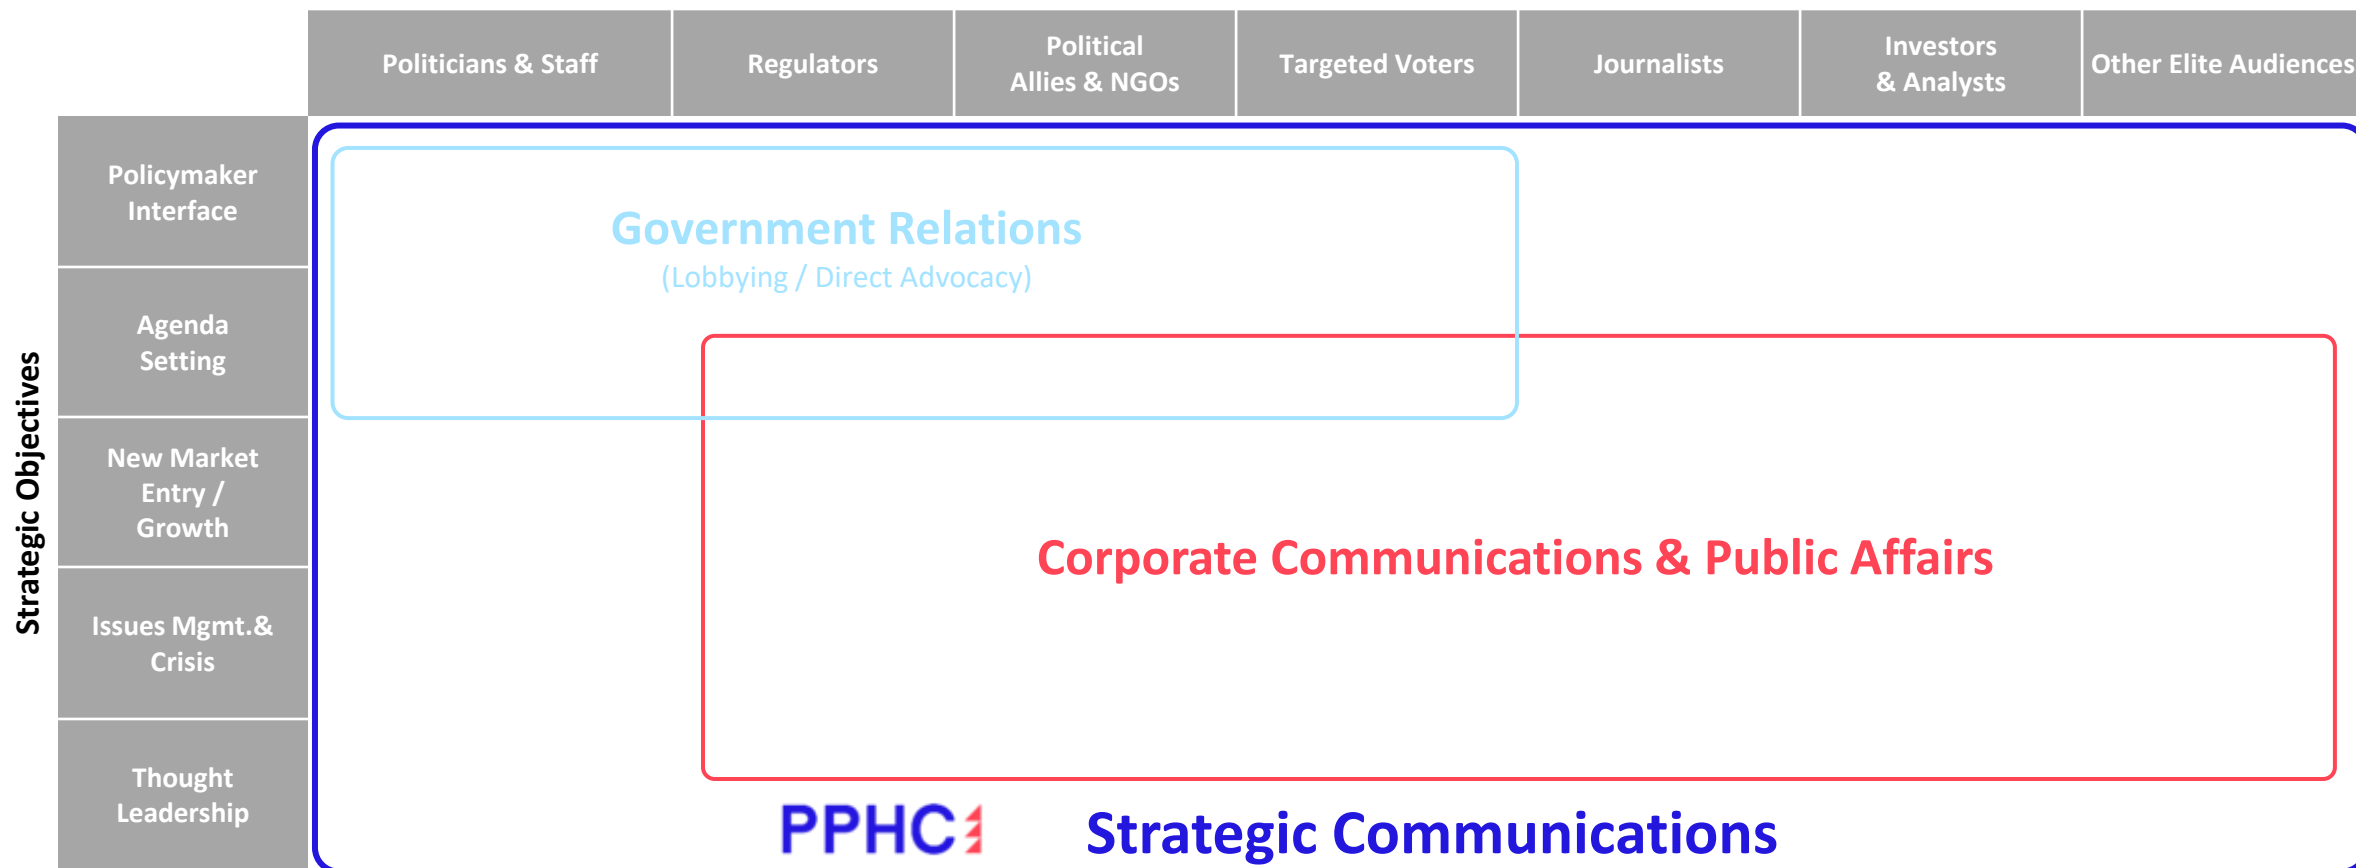 Politicians & Staff
Regulators
Political
Allies & NGOs
Targeted Voters
Journalists
Investors
& Analysts
Other Elite Audiences
Strategic Objectives
Policymaker
Interface
Agenda
Setting
New Market
Entry /
Growth
Issues Mgmt.&
Crisis
Thought
Leadership
Government Relations
(Lobbying / Direct Advocacy)
Corporate Communications & Public Affairs
PPHC
Strategic Communications